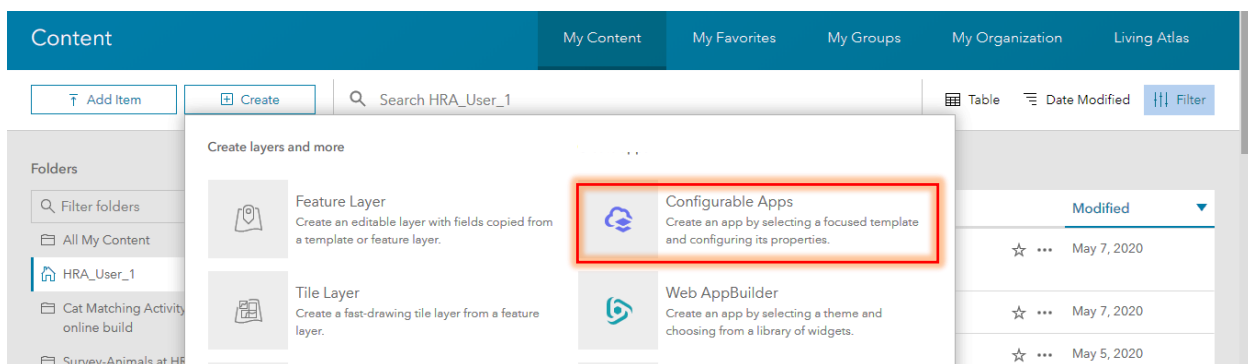 Content
My Content
My Favorites
My Groups
My Organization
Living Atlas
Add Item
Create
Search HRA_User_1
Table
Date Modified
Filter
Create layers and more
Folders
Filter folders
All My Content
HRA_User_1
Cat Matching Activity
online build
Feature Layer
Create an editable layer with fields copied from
a template or feature layer.
Configurable Apps
Create an app by selecting a focused template
and configuring its properties.
Tile Layer
Create a fast-drawing tile layer from a feature
layer.
Web AppBuilder
Create an app by selecting a theme and
choosing from a library of widgets.
Modified
May 7, 2020
May 7, 2020
May 5, 2020